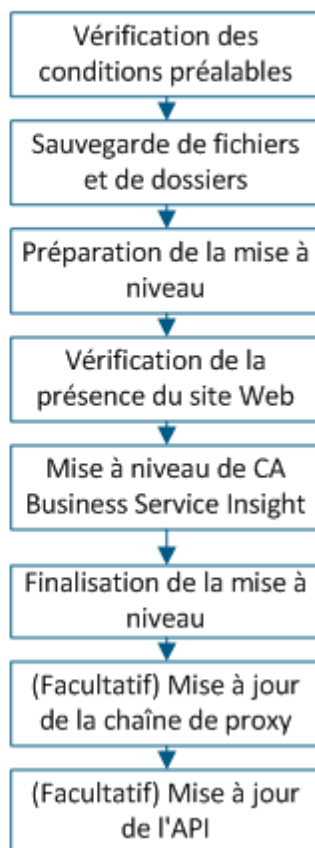 Vérification des
conditions préalables
Sauvegarde de fichiers
et de dossiers
Préparation de la mise à
niveau
Vérification de la
présence du site Web
Mise à niveau de CA
Business Service Insight
Finalisation de la mise à
niveau
(Facultatif) Mise à jour
de la chaîne de proxy
(Facultatif) Mise à jour
de l'API